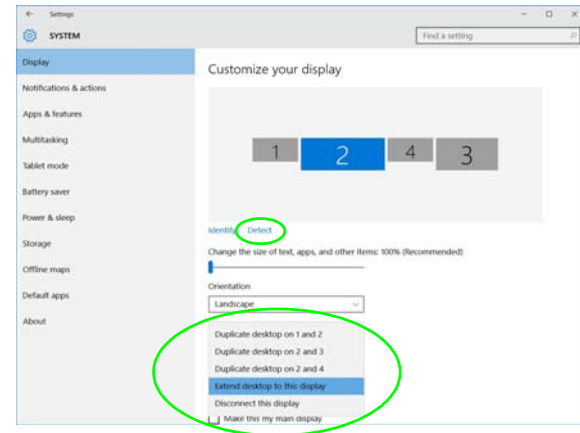 Settings
SYSTEM
Find a setting
Display
Notifications & actions
Apps & features
Multitasking
Tablet mode
Battery saver
Power & sleep
Storage
Offline maps
Default apps
About
Customize your display
1 2 4 3
Identify Detect
Change the size of text, apps, and other items: 100% (Recommended)
Orientation
Landscape
Duplicate desktop on 1 and 2
Duplicate desktop on 2 and 3
Duplicate desktop on 2 and 4
Extend desktop to this display
Disconnect this display
Make this my main display